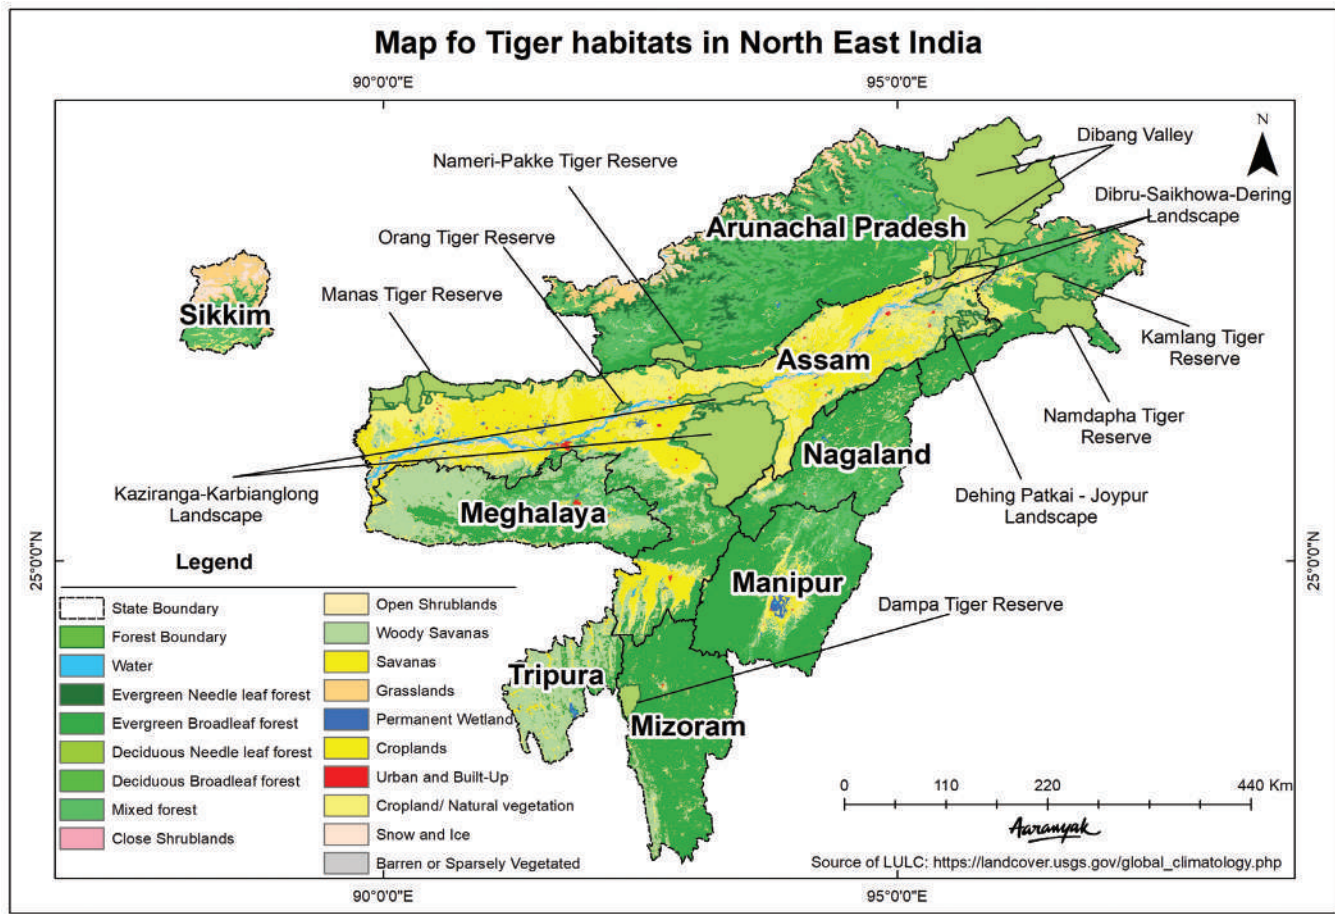 Map fo Tiger habitats in North East India
90°0'0"E
95°0'0"E
N
Dibang Valley
Nameri-Pakke Tiger Reserve
Dibru-Saikhowa-Dering
Landscape
Arunachal Pradesh
Orang Tiger Reserve
Manas Tiger Reserve
Sikkim
Kamlang Tiger
Reserve
Assam
Namdapha Tiger
Reserve
Nagaland
Kaziranga-Karbianglong
Landscape
Dehing Patkai - Joypur
Landscape
Meghalaya
25°0'0"N
25°0'0"N
Manipur
Dampa Tiger Reserve
Tripura
Mizoram
Legend
State Boundary
Forest Boundary
Water
Evergreen Needle leaf forest
Evergreen Broadleaf forest
Deciduous Needle leaf forest
Deciduous Broadleaf forest
Mixed forest
Close Shrublands
Open Shrublands
Woody Savanas
Savanas
Grasslands
Permanent Wetland
Croplands
Urban and Built-Up
Cropland/ Natural vegetation
Snow and Ice
Barren or Sparsely Vegetated
0 110 220 440 Km
Aaranyak
Source of LULC: https://landcover.usgs.gov/global_climatology.php
90°0'0"E
95°0'0"E